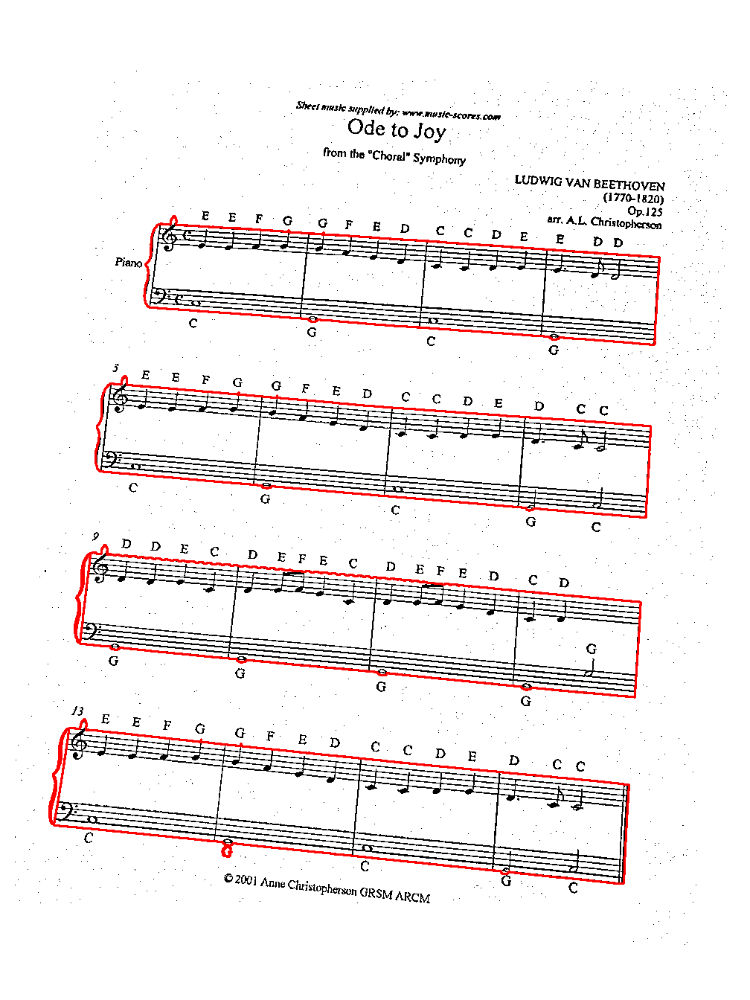 Sheet music supplied by: www.music-scores.com
Ode to Joy
from the "Choral" Symphony
LUDWIG VAN BEETHOVEN
(1770-1820)
Op.125
arr. A.L. Christopherson
E E F G G F E D C C D E E D D
Piano
C G C G
5
E E F G G F E D C C D E D C C
C G C G C
9
D D E C D E F E C D E F E D C D
G
G G G G
13
E E F G G F E D C C D E D C C
C G C G C
© 2001 Anne Christopherson GRSM ARCM